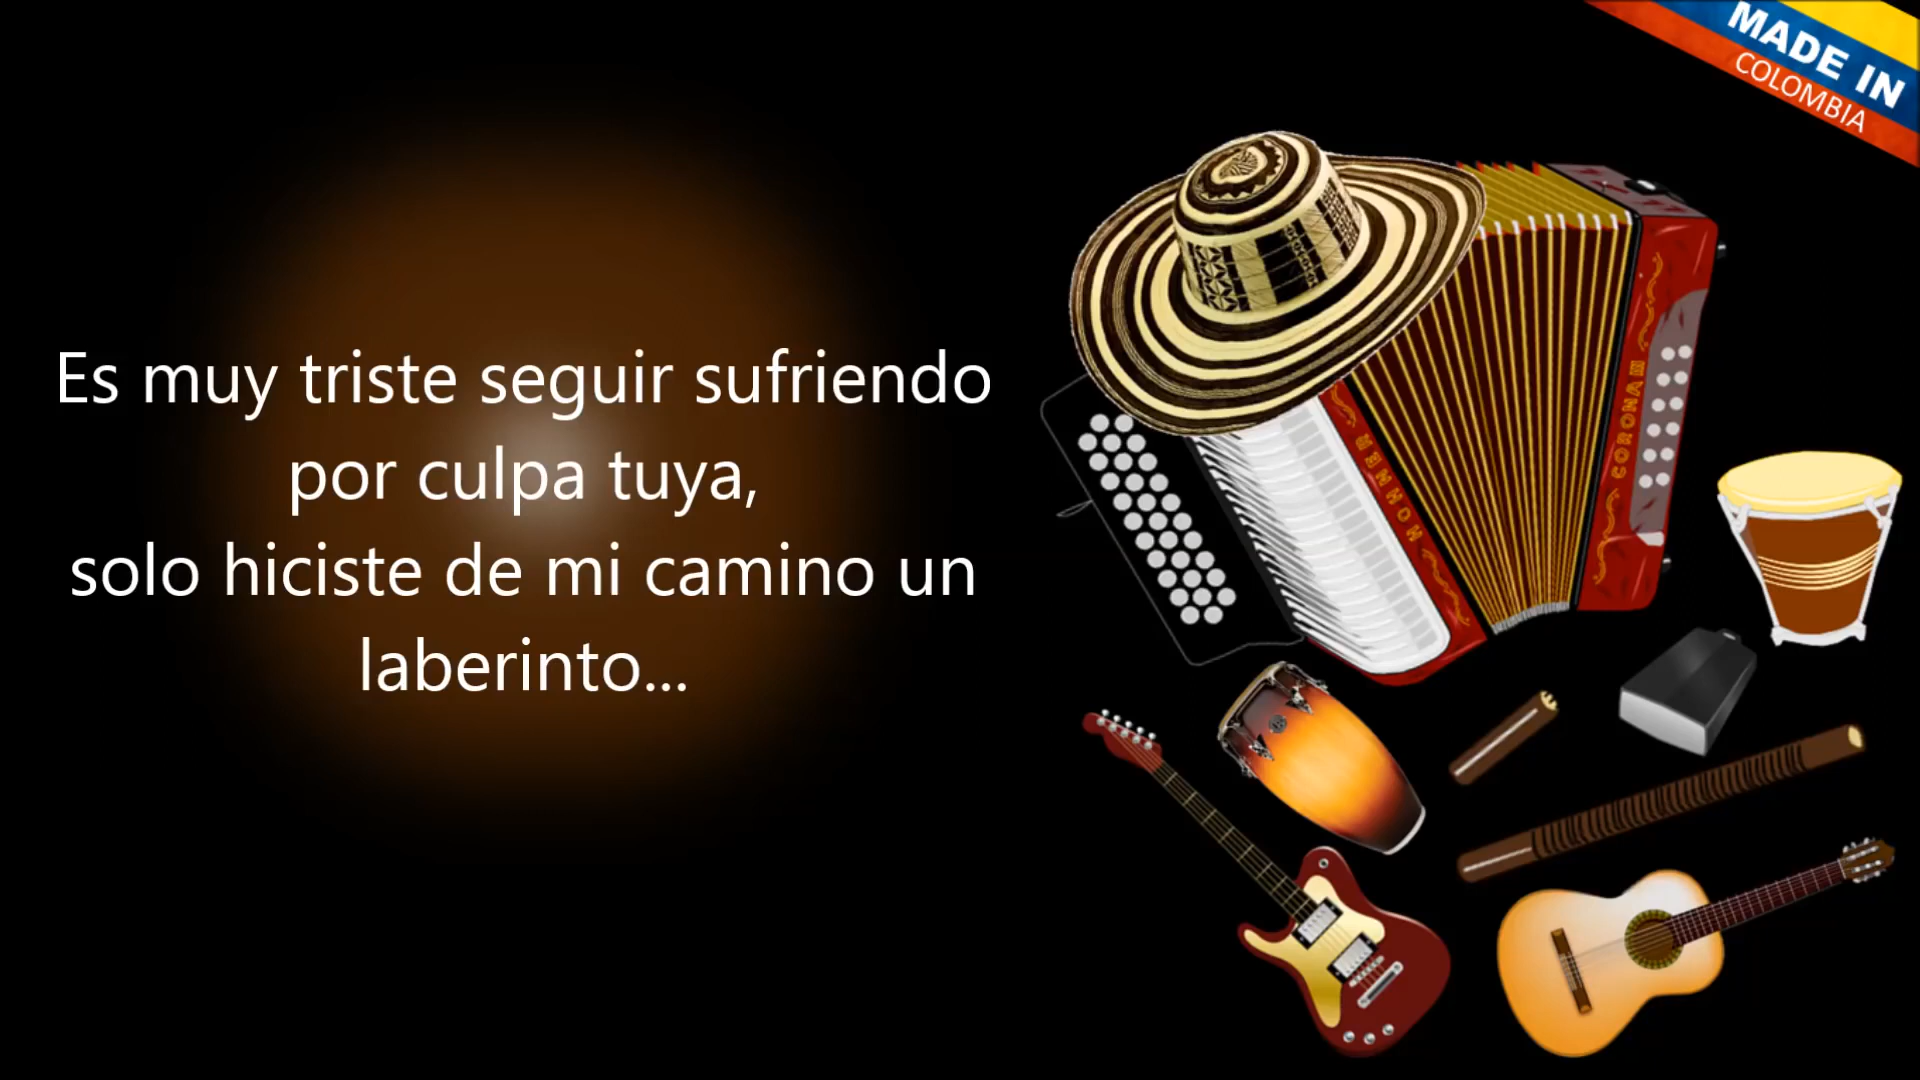 MADE IN
COLOMBIA
Es muy triste seguir sufriendo
por culpa tuya,
solo hiciste de mi camino un
laberinto...
HOHNER
CORONA III